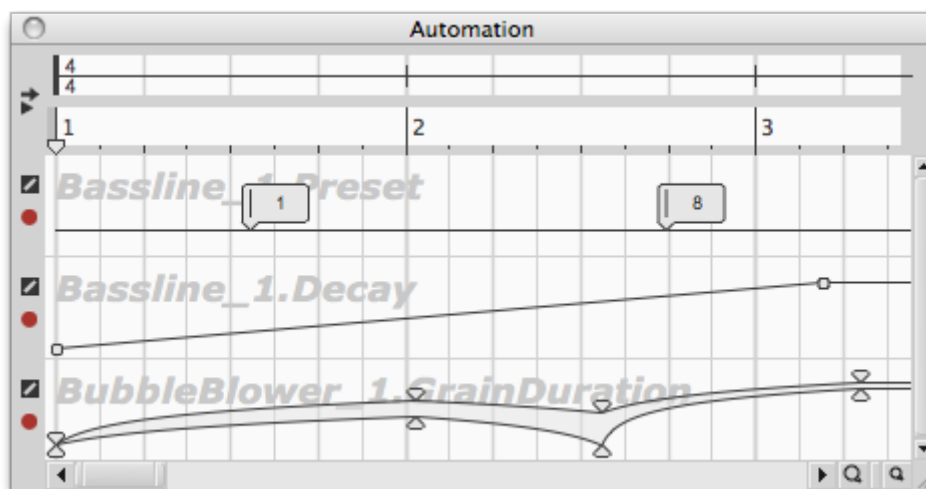 Automation
4
4
1 2 3
Bassline_1.Preset
1 8
Bassline_1.Decay
BubbleBlower_1.GrainDuration